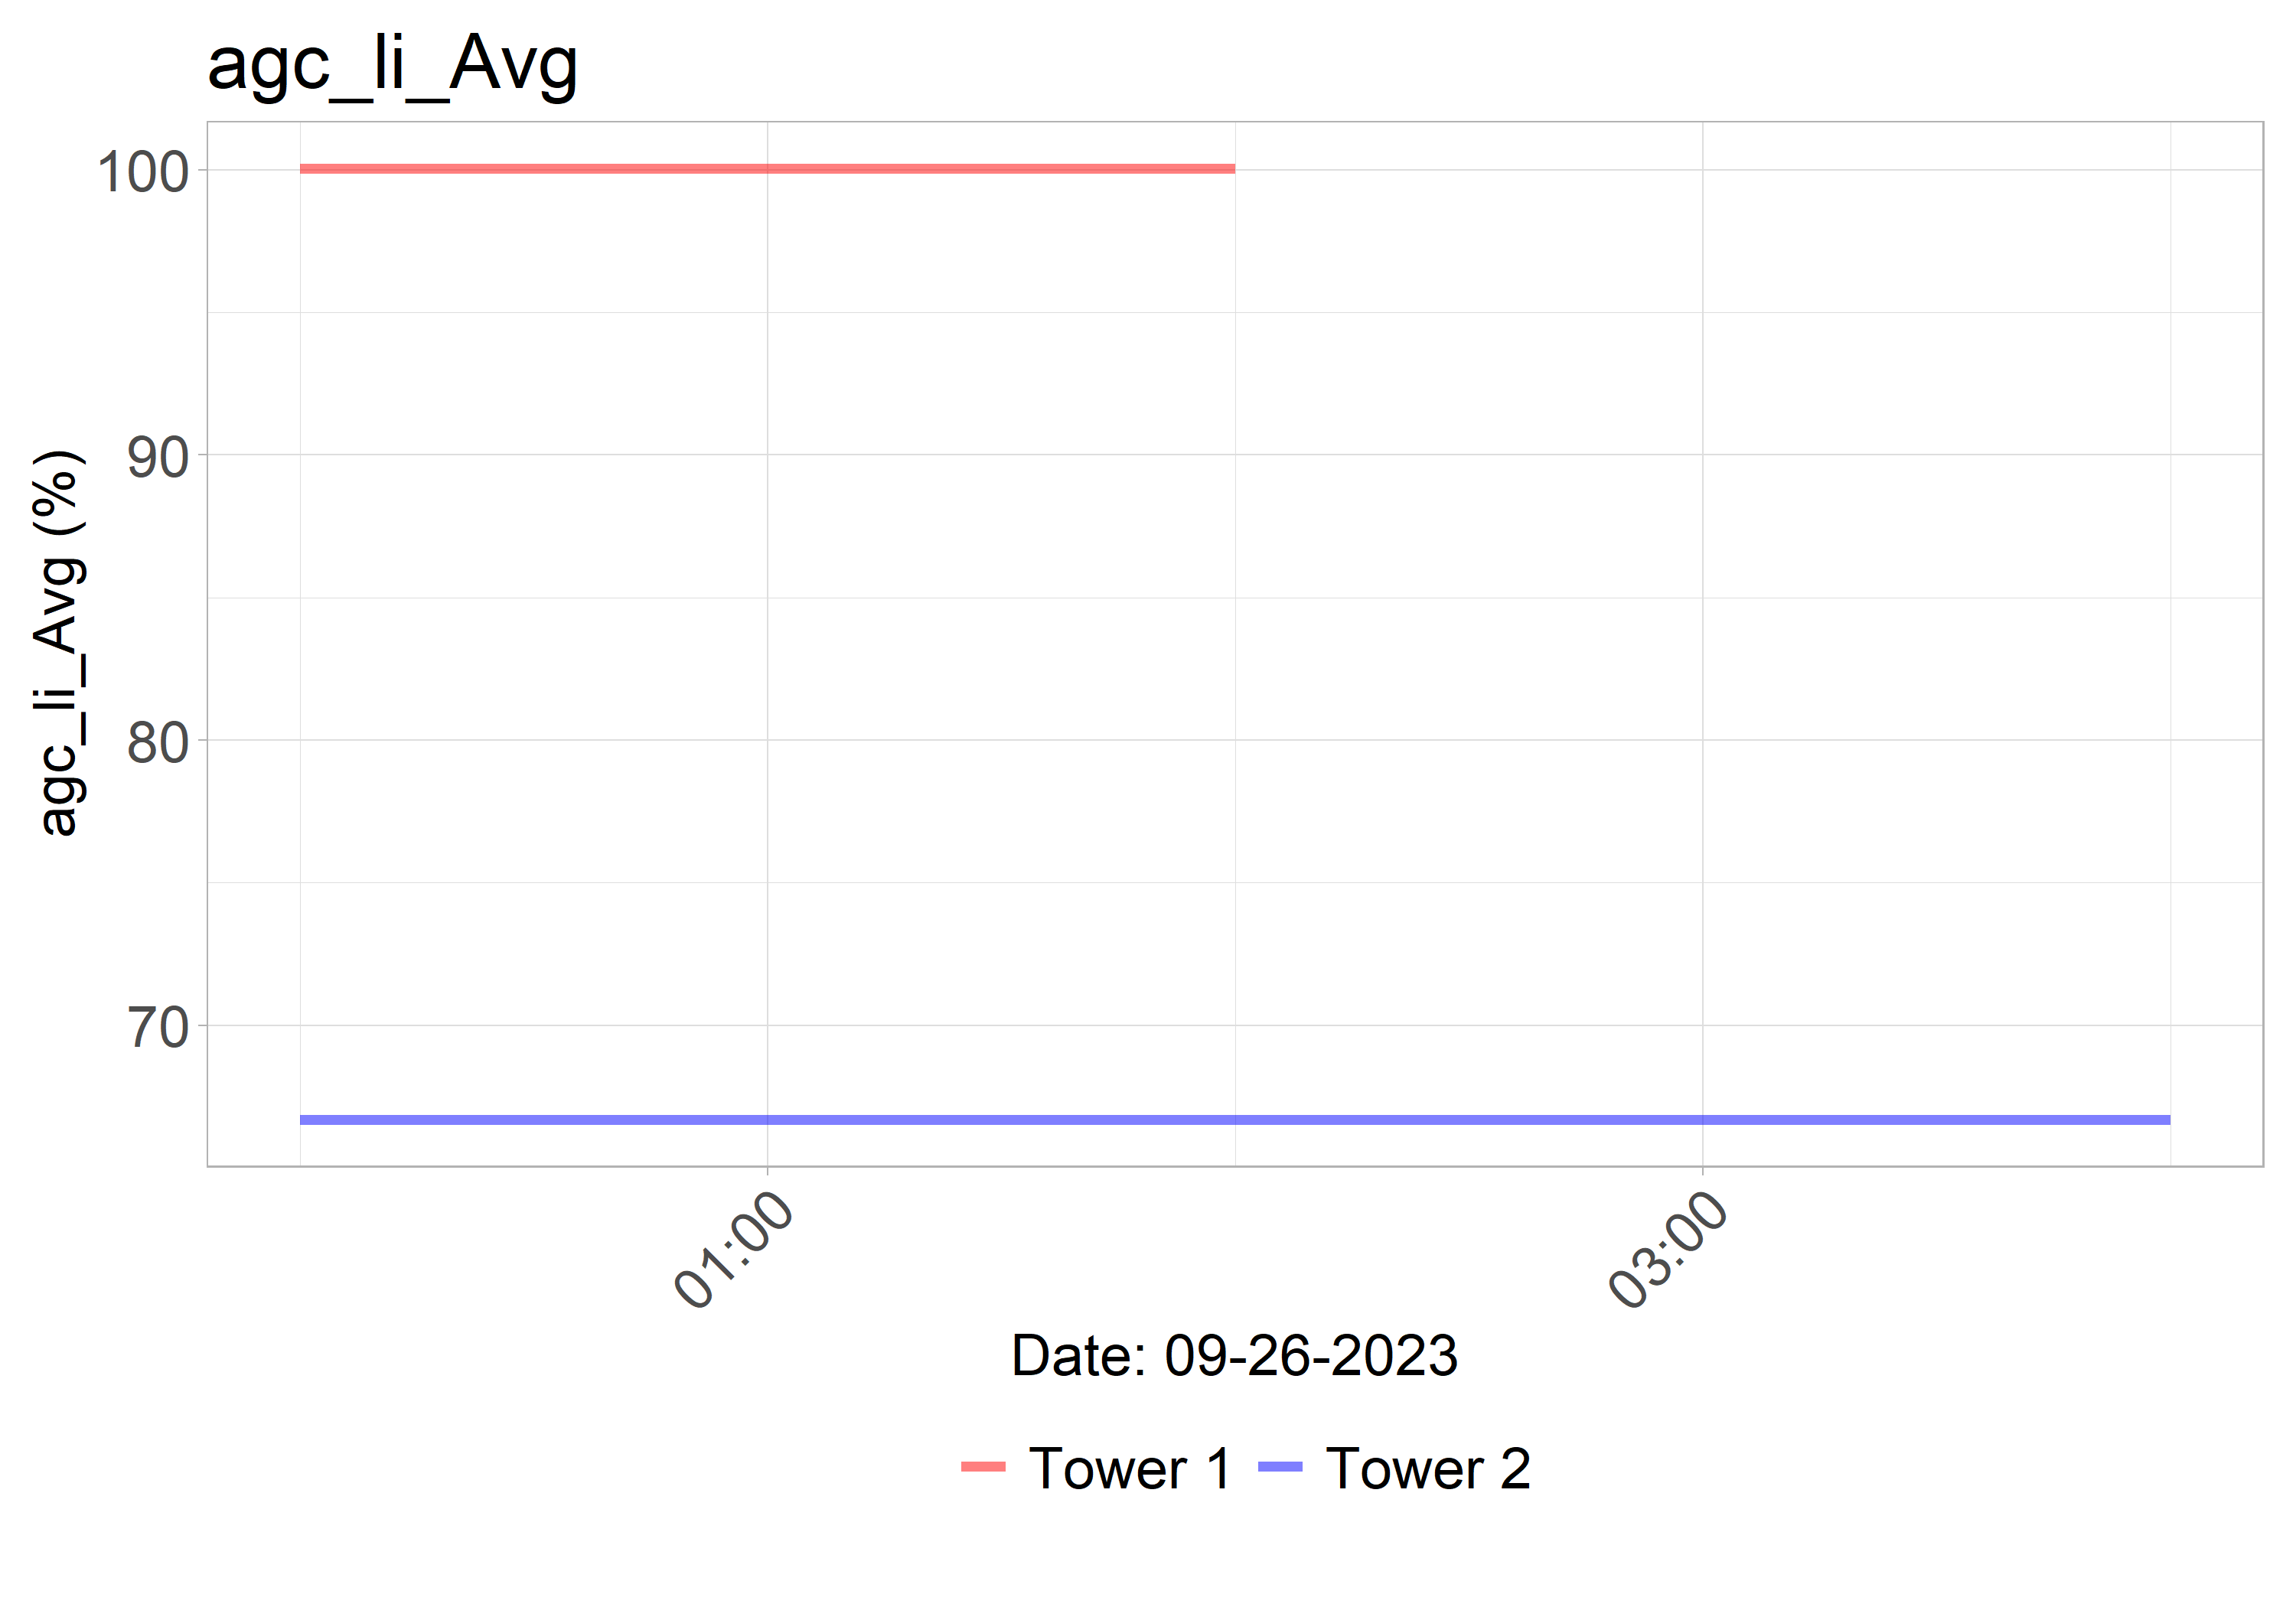 agc_li_Avg
agc_li_Avg (%)
100
90
80
70
01:00
03:00
Date: 09-26-2023
Tower 1
Tower 2